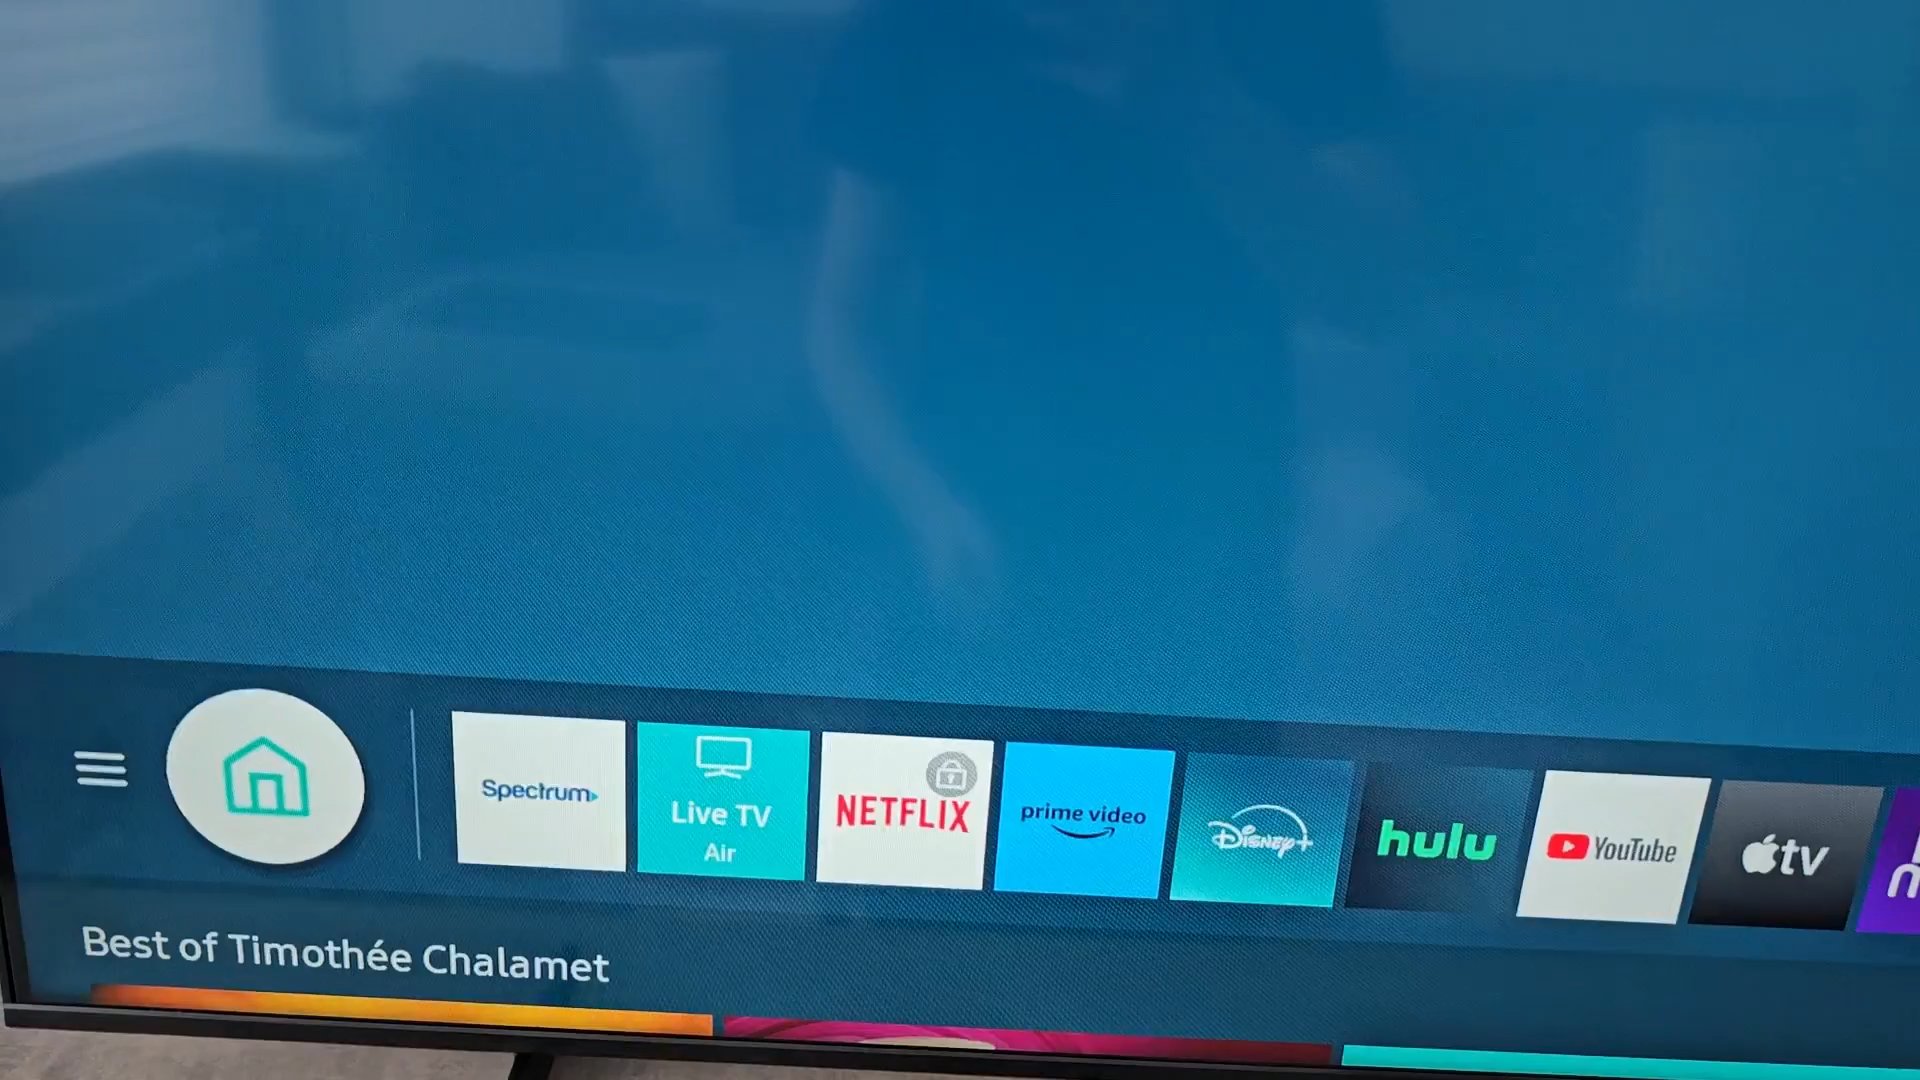 Spectrum
Live TV
Air
NETFLIX
prime video
Disney+
hulu
YouTube
tv
Best of Timothée Chalamet